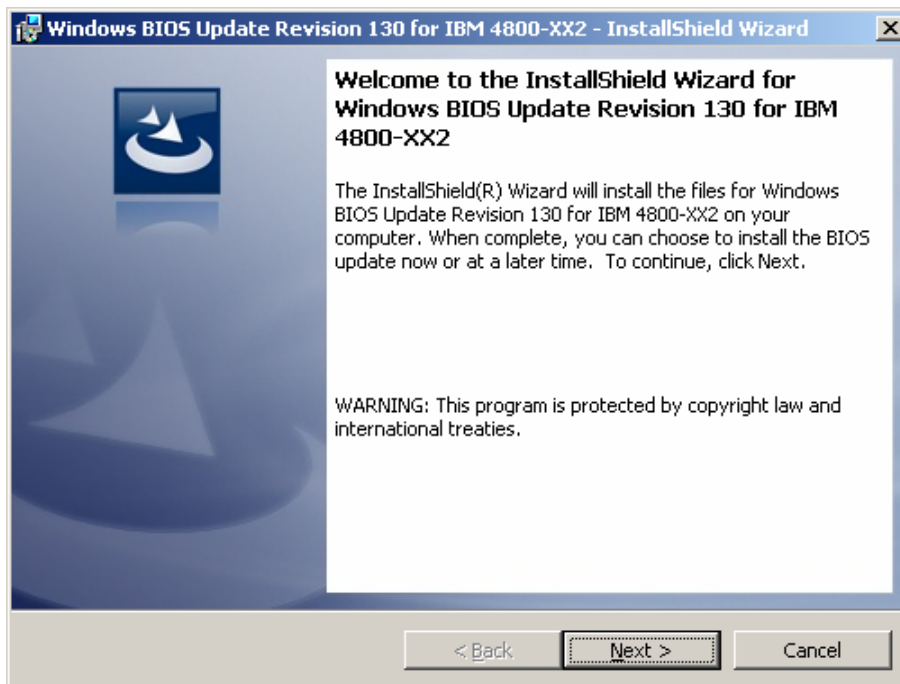 Windows BIOS Update Revision 130 for IBM 4800-XX2 - InstallShield Wizard
Welcome to the InstallShield Wizard for
Windows BIOS Update Revision 130 for IBM
4800-XX2
The InstallShield(R) Wizard will install the files for Windows
BIOS Update Revision 130 for IBM 4800-XX2 on your
computer. When complete, you can choose to install the BIOS
update now or at a later time.  To continue, click Next.
WARNING: This program is protected by copyright law and
international treaties.
< Back
Next >
Cancel